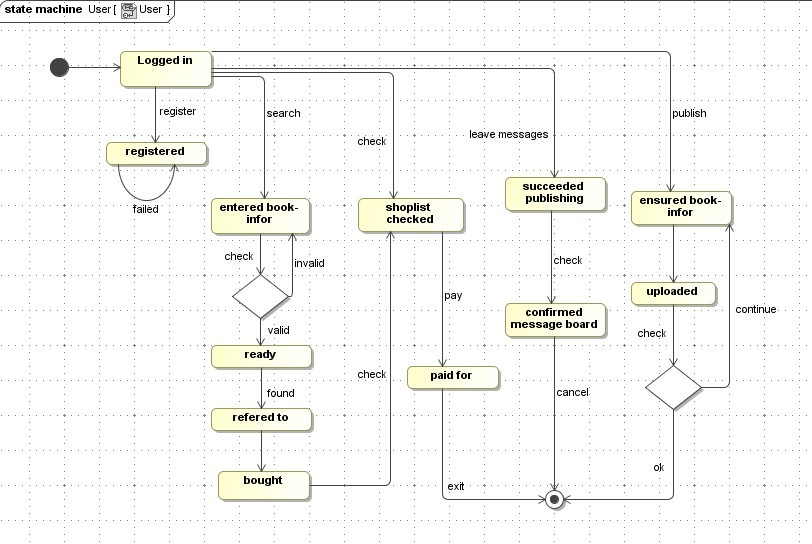 state machine User [ User ]
Logged in
register
search
check
leave messages
publish
registered
failed
entered book-
infor
shoplist
checked
succeeded
publishing
ensured book-
infor
check
invalid
check
uploaded
pay
confirmed
message board
continue
valid
check
ready
paid for
found
check
cancel
refered to
bought
exit
ok